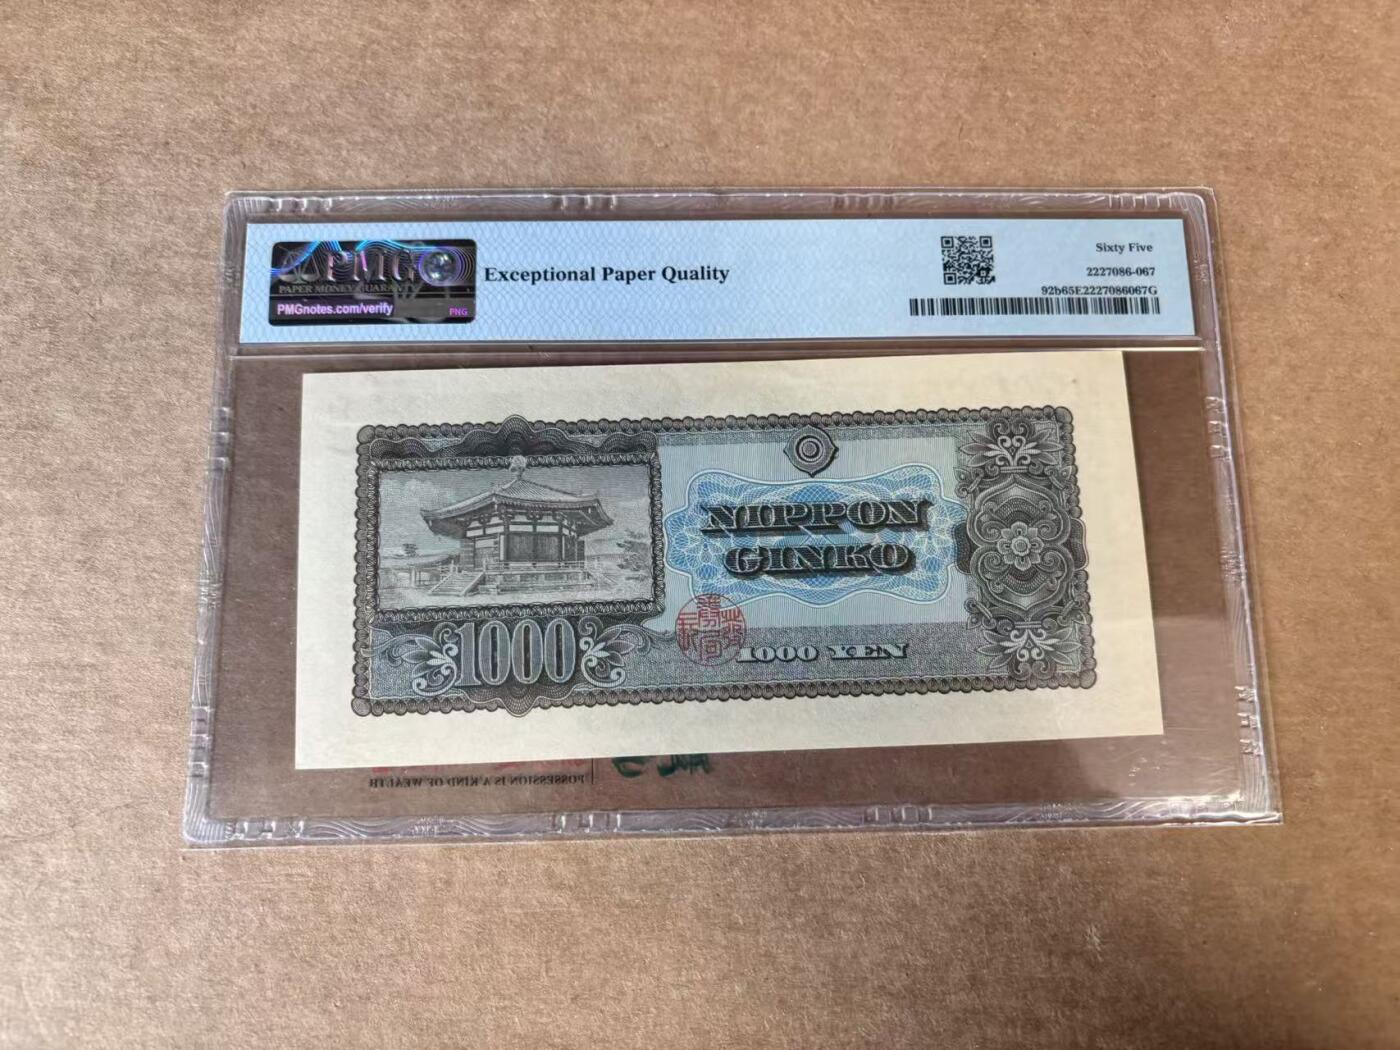 PMG
PAPER MONEY GUARANTY
PMGnotes.com/verify
PNG
Exceptional Paper Quality
Sixty Five
2227086-067
92b65E2227086067G
NIPPON
GINKO
1000
1000 YEN
POSSESSION IS A KIND OF WEALTH